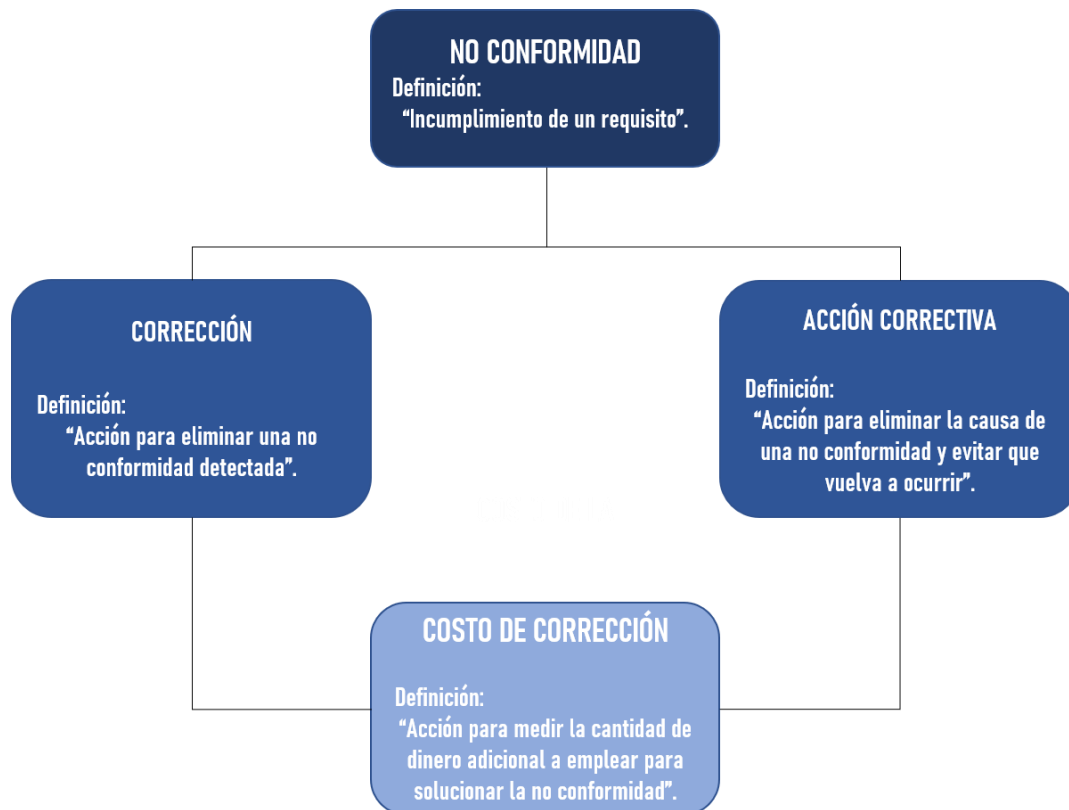 NO CONFORMIDAD
Definición:
“Incumplimiento de un requisito”.
CORRECCIÓN
Definición:
“Acción para eliminar una no
conformidad detectada”.
ACCIÓN CORRECTIVA
Definición:
“Acción para eliminar la causa de
una no conformidad y evitar que
vuelva a ocurrir”.
COSTO DE CORRECCIÓN
Definición:
“Acción para medir la cantidad de
dinero adicional a emplear para
solucionar la no conformidad”.